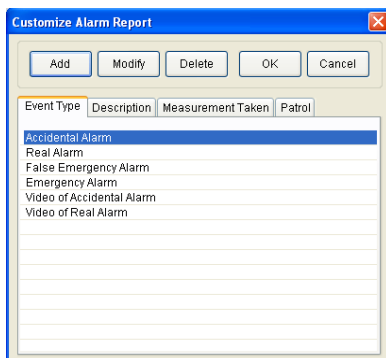 Customize Alarm Report
Add Modify Delete OK Cancel
Event Type Description Measurement Taken Patrol
Accidental Alarm
Real Alarm
False Emergency Alarm
Emergency Alarm
Video of Accidental Alarm
Video of Real Alarm